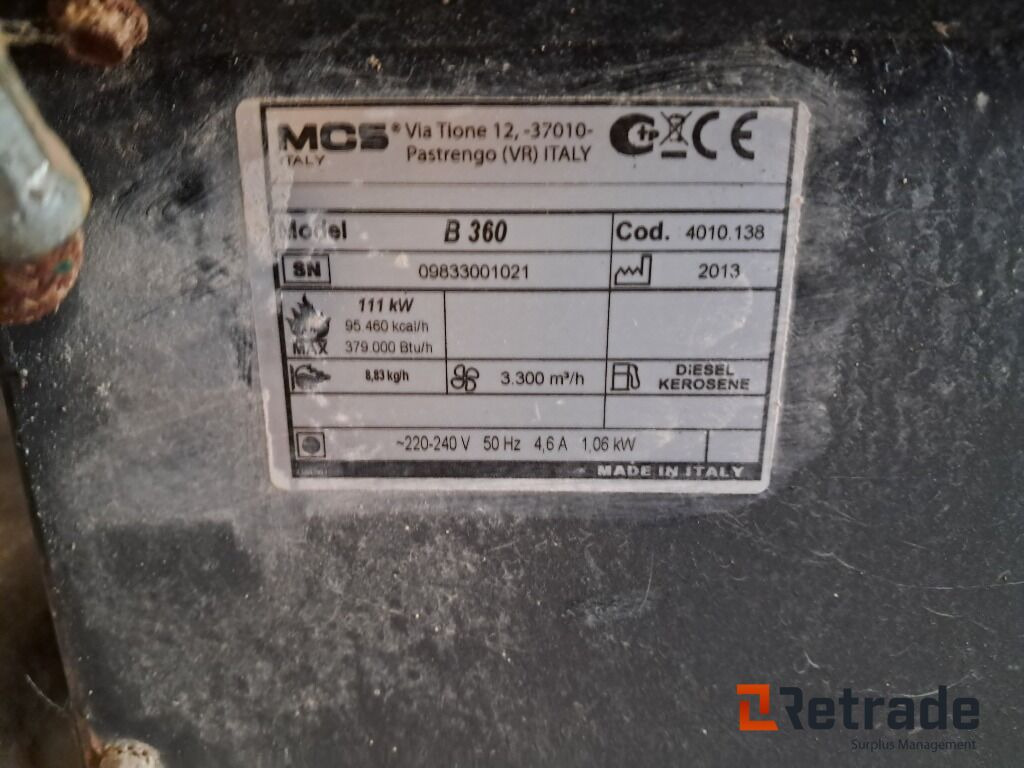 MCS® Via Tione 12, -37010-
ITALY Pastrengo (VR) ITALY
CE
Model B 360 Cod. 4010.138
SN 09833001021 2013
111 kW
95 460 kcal/h
MAX 379 000 Btu/h
8,83 kg/h 3.300 m³/h DIESEL
KEROSENE
~220-240 V 50 Hz 4,6 A 1,06 kW
MADE IN ITALY
Retrade
Surplus Management